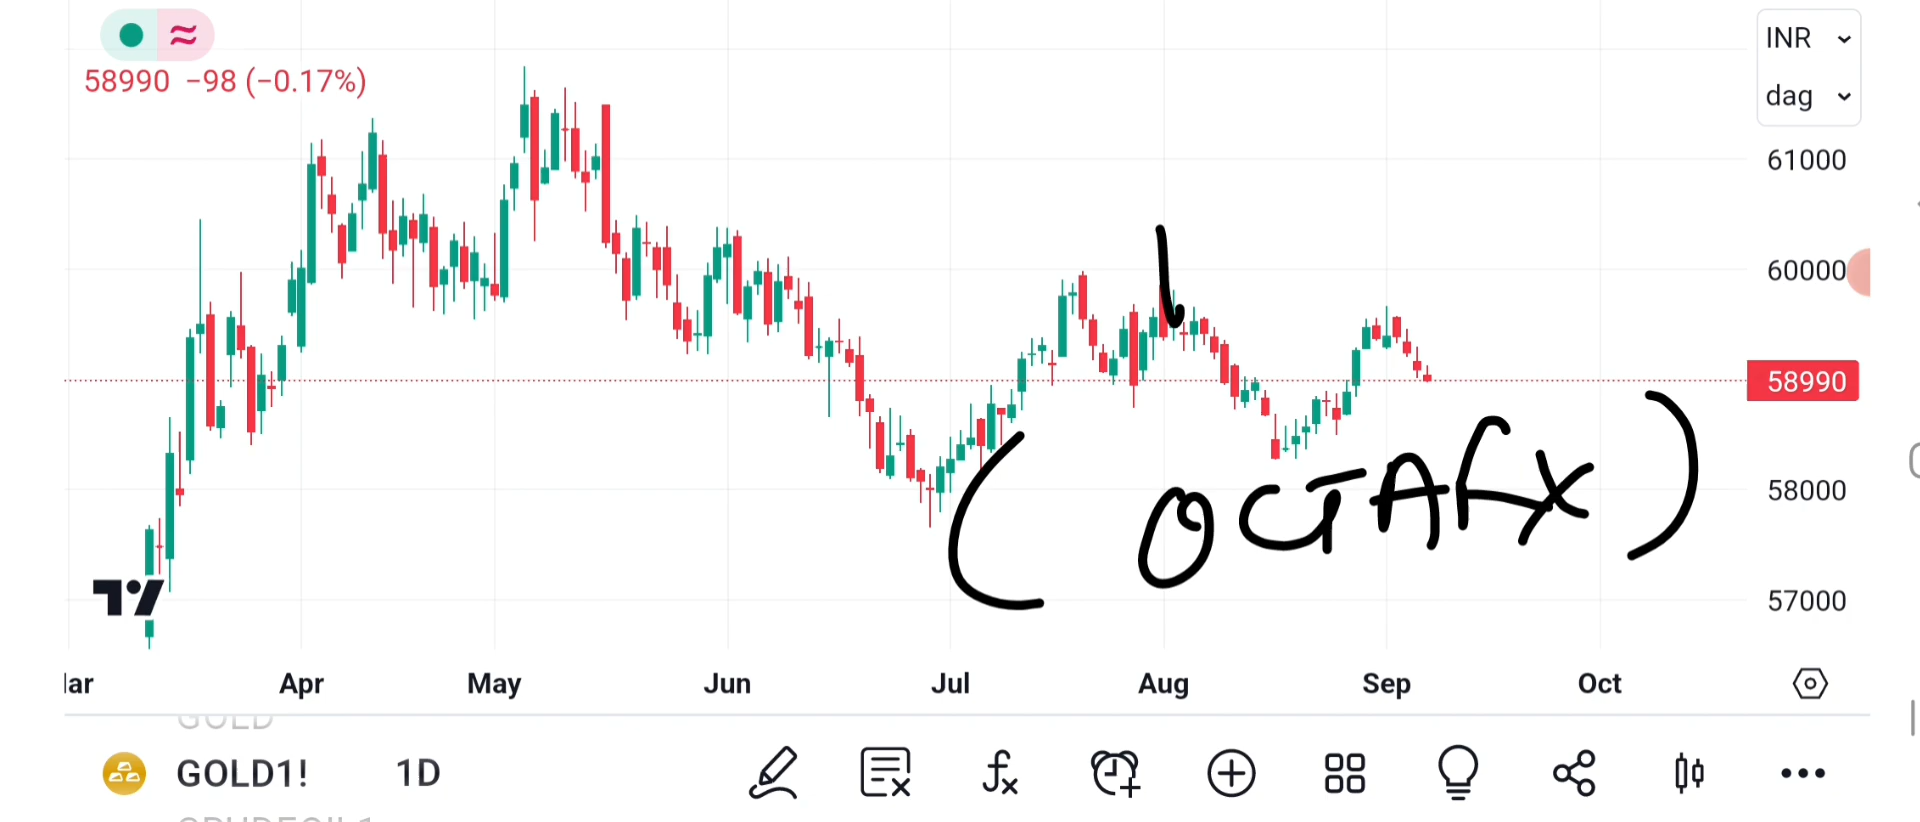 INR
58990 −98 (−0.17%)
dag
61000
60000
58990
58000
57000
(OCTAFX)
Apr May Jun Jul Aug Sep Oct
GOLD
GOLD1! 1D